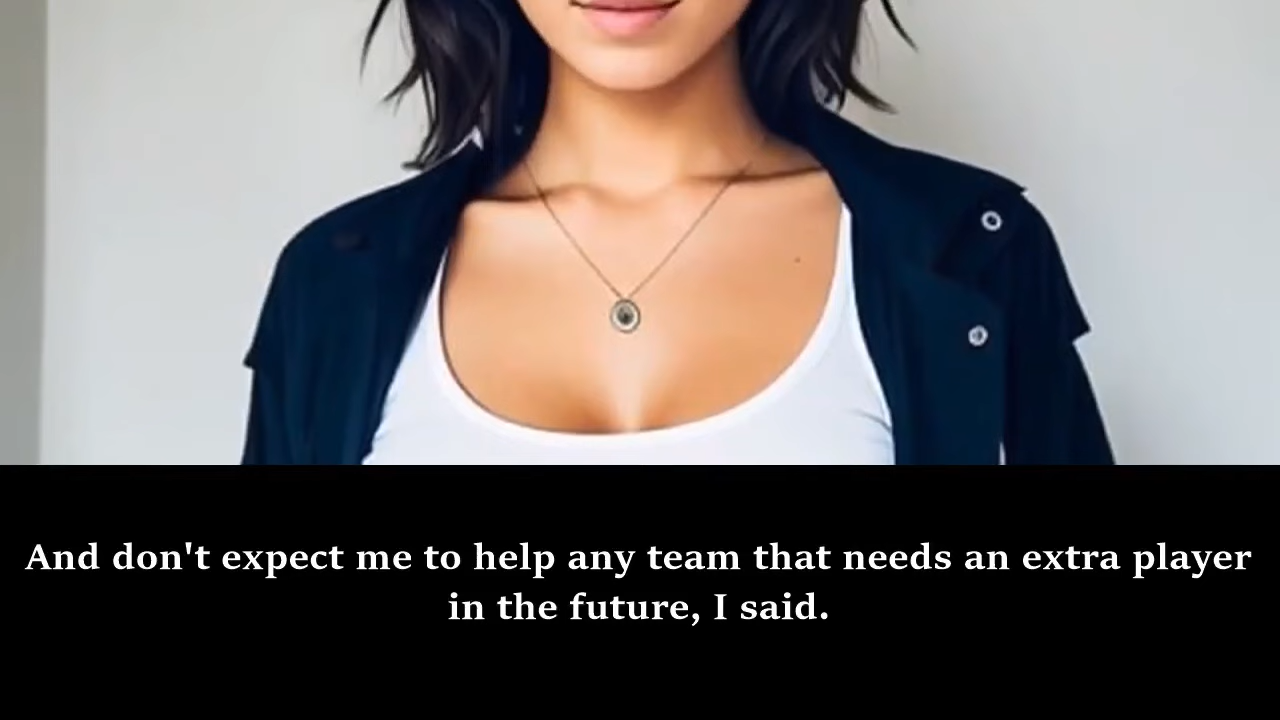 And don't expect me to help any team that needs an extra player
in the future, I said.